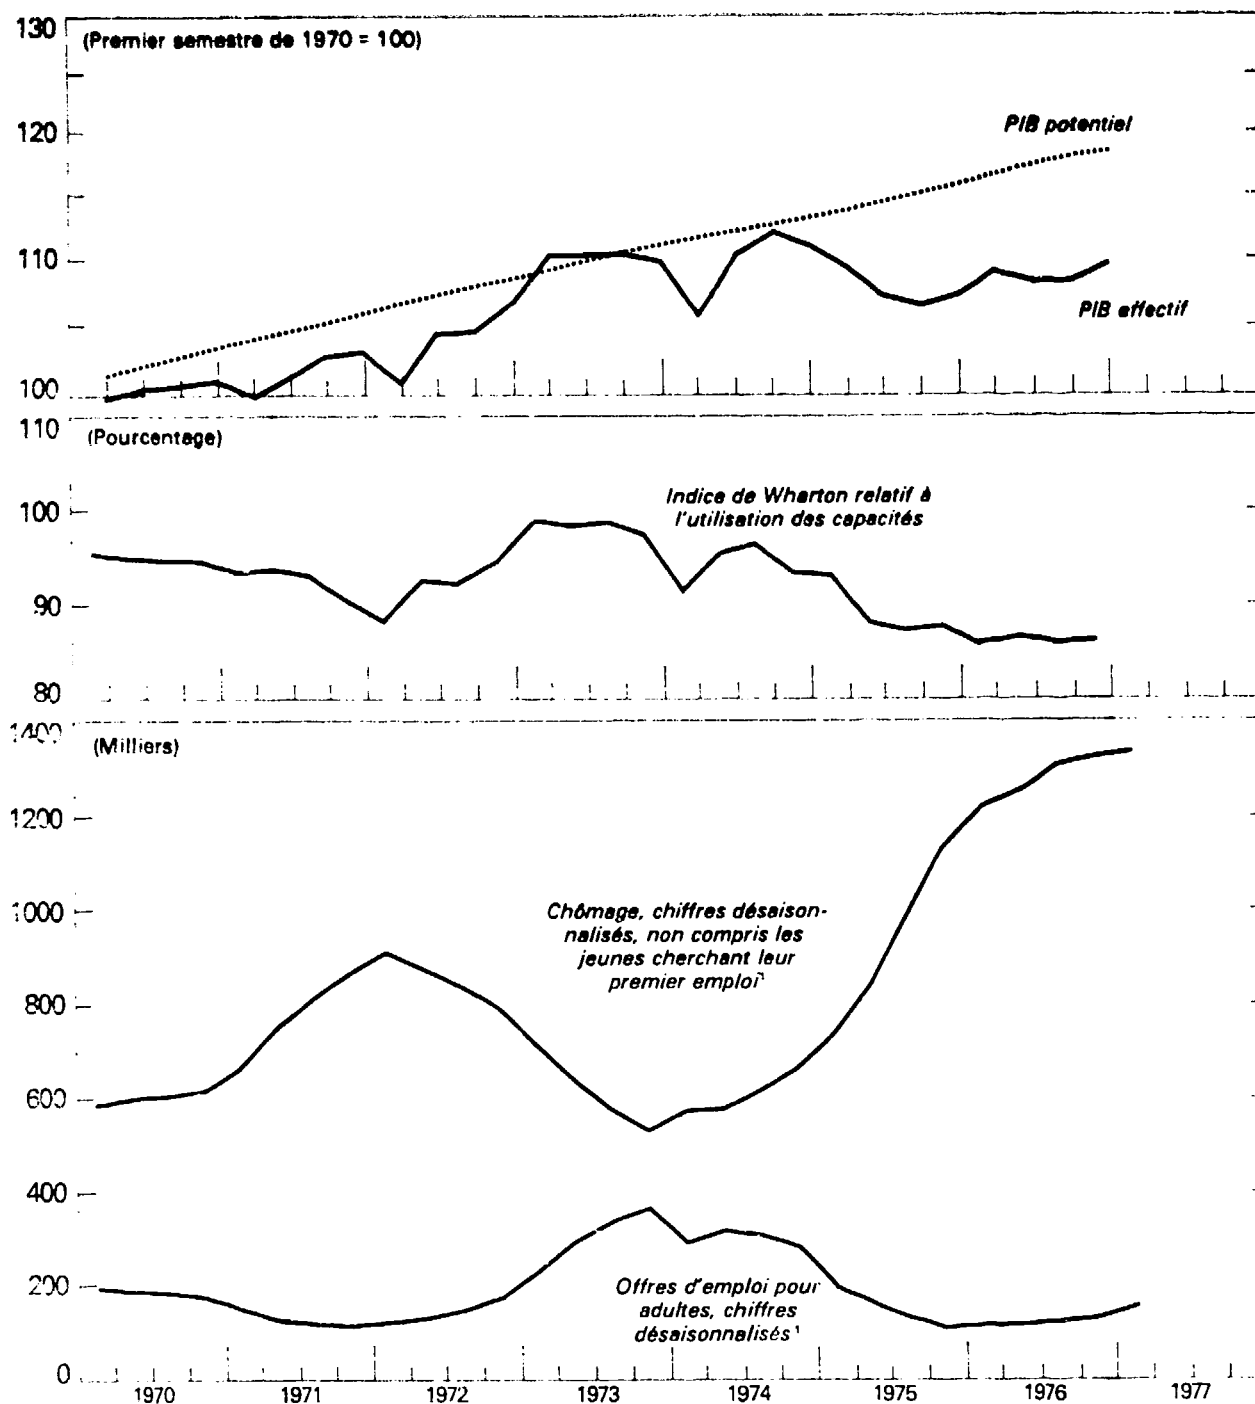 130
(Premier semestre de 1970 = 100)
PIB potentiel
120
110
PIB effectif
100
110
(Pourcentage)
100
Indice de Wharton relatif à
l'utilisation des capacités
90
80
1400
(Milliers)
1200
1000
Chômage, chiffres désaison-
nalisés, non compris les
jeunes cherchant leur
premier emploi¹
800
600
400
200
Offres d'emploi pour
adultes, chiffres
désaisonnalisés¹
0
1970 1971 1972 1973 1974 1975 1976 1977